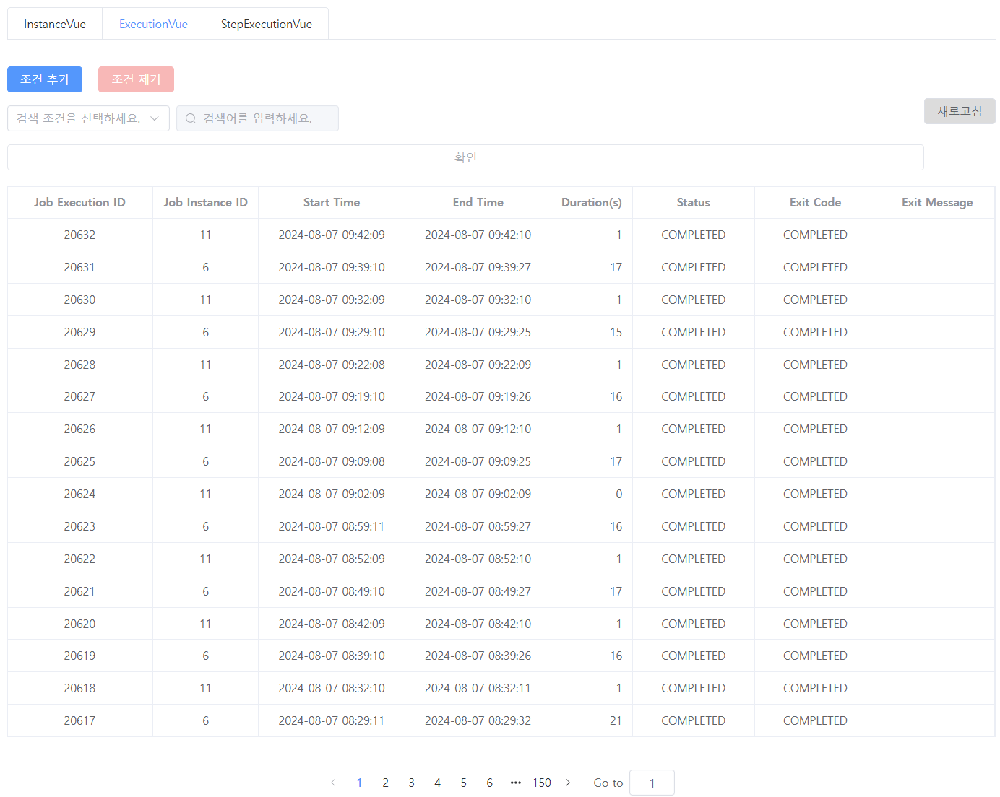 InstanceVue ExecutionVue StepExecutionVue
조건 추가 조건 제거
검색 조건을 선택하세요. 검색어를 입력하세요. 새로고침
확인
Job Execution ID Job Instance ID Start Time End Time Duration(s) Status Exit Code Exit Message
20632 11 2024-08-07 09:42:09 2024-08-07 09:42:10 1 COMPLETED COMPLETED
20631 6 2024-08-07 09:39:10 2024-08-07 09:39:27 17 COMPLETED COMPLETED
20630 11 2024-08-07 09:32:09 2024-08-07 09:32:10 1 COMPLETED COMPLETED
20629 6 2024-08-07 09:29:10 2024-08-07 09:29:25 15 COMPLETED COMPLETED
20628 11 2024-08-07 09:22:08 2024-08-07 09:22:09 1 COMPLETED COMPLETED
20627 6 2024-08-07 09:19:10 2024-08-07 09:19:26 16 COMPLETED COMPLETED
20626 11 2024-08-07 09:12:09 2024-08-07 09:12:10 1 COMPLETED COMPLETED
20625 6 2024-08-07 09:09:08 2024-08-07 09:09:25 17 COMPLETED COMPLETED
20624 11 2024-08-07 09:02:09 2024-08-07 09:02:09 0 COMPLETED COMPLETED
20623 6 2024-08-07 08:59:11 2024-08-07 08:59:27 16 COMPLETED COMPLETED
20622 11 2024-08-07 08:52:09 2024-08-07 08:52:10 1 COMPLETED COMPLETED
20621 6 2024-08-07 08:49:10 2024-08-07 08:49:27 17 COMPLETED COMPLETED
20620 11 2024-08-07 08:42:09 2024-08-07 08:42:10 1 COMPLETED COMPLETED
20619 6 2024-08-07 08:39:10 2024-08-07 08:39:26 16 COMPLETED COMPLETED
20618 11 2024-08-07 08:32:10 2024-08-07 08:32:11 1 COMPLETED COMPLETED
20617 6 2024-08-07 08:29:11 2024-08-07 08:29:32 21 COMPLETED COMPLETED
1 2 3 4 5 6 ••• 150 Go to 1